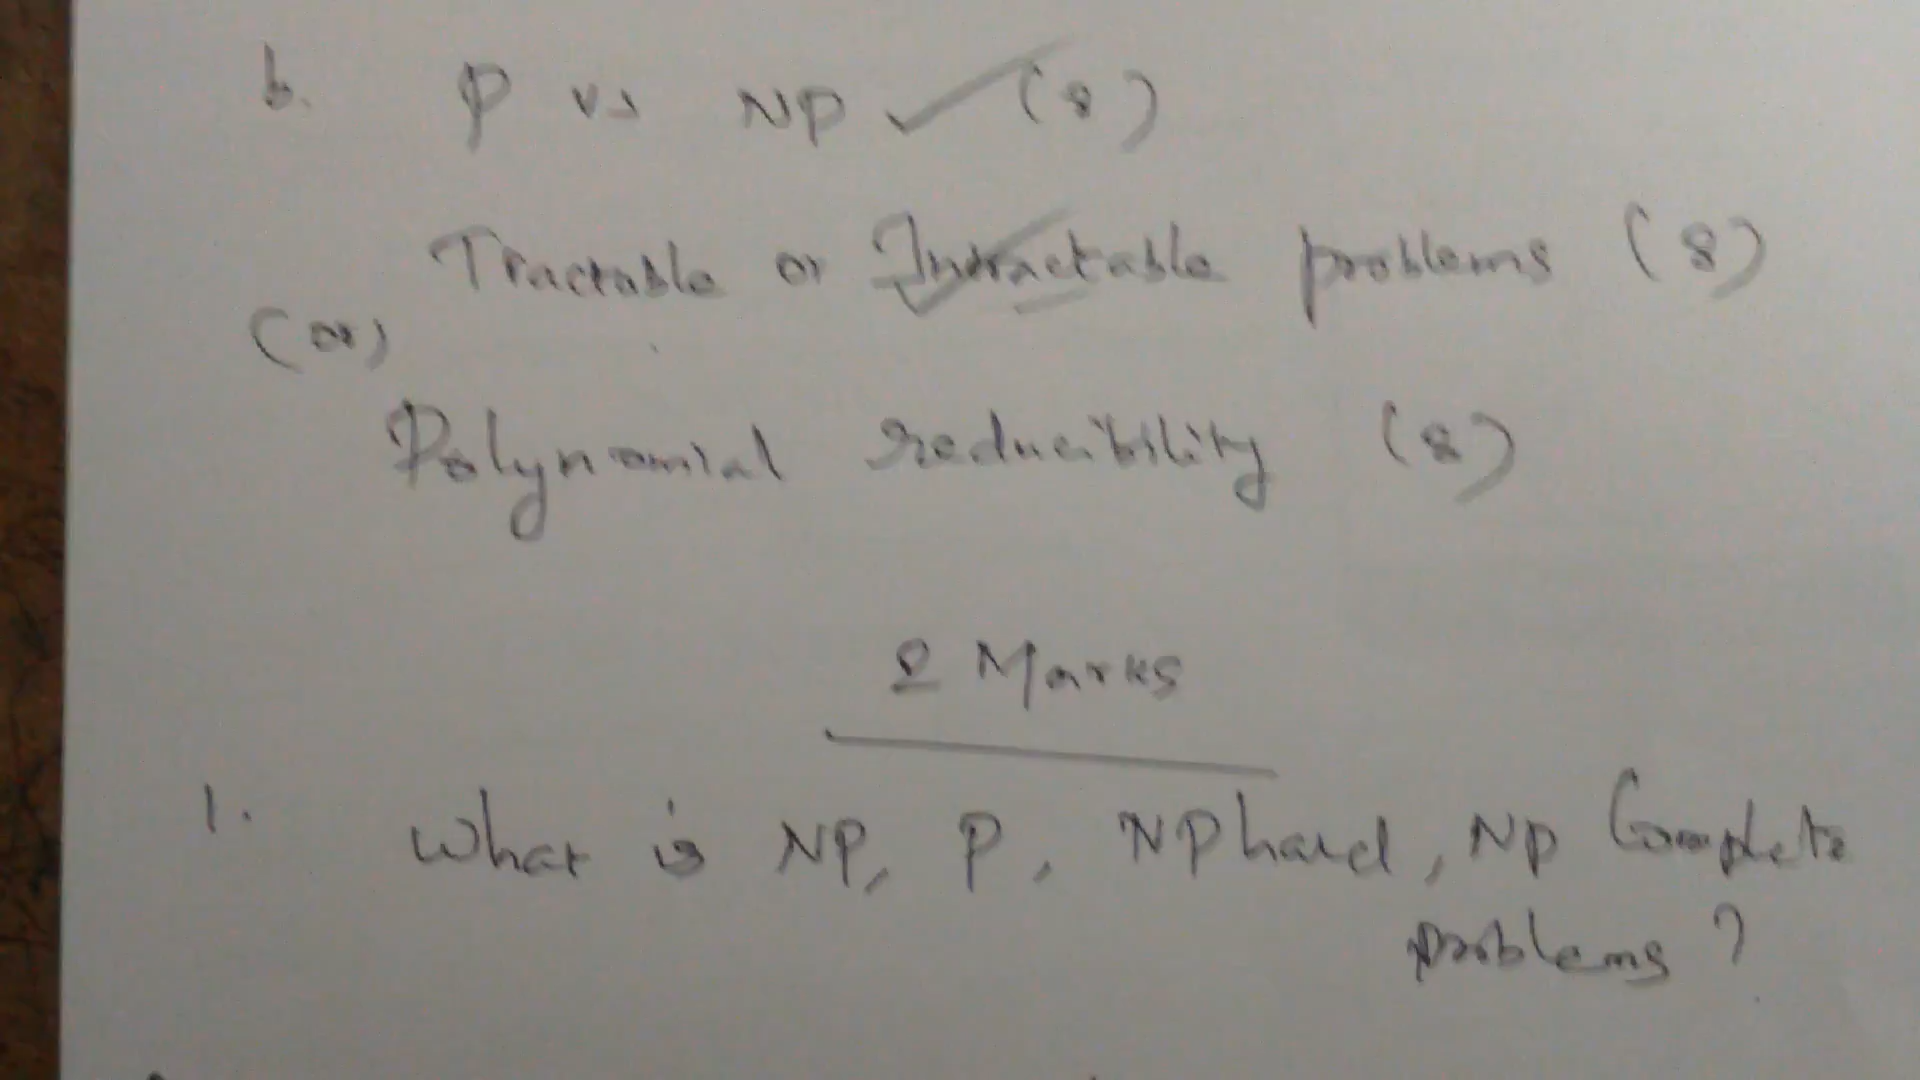 b. P vs NP ✓ (8)
Tractable or Intractable problems (8)
(or)
Polynomial reducibility (8)
2 Marks
1. What is NP, P, NP hard, NP Complete
problems ?